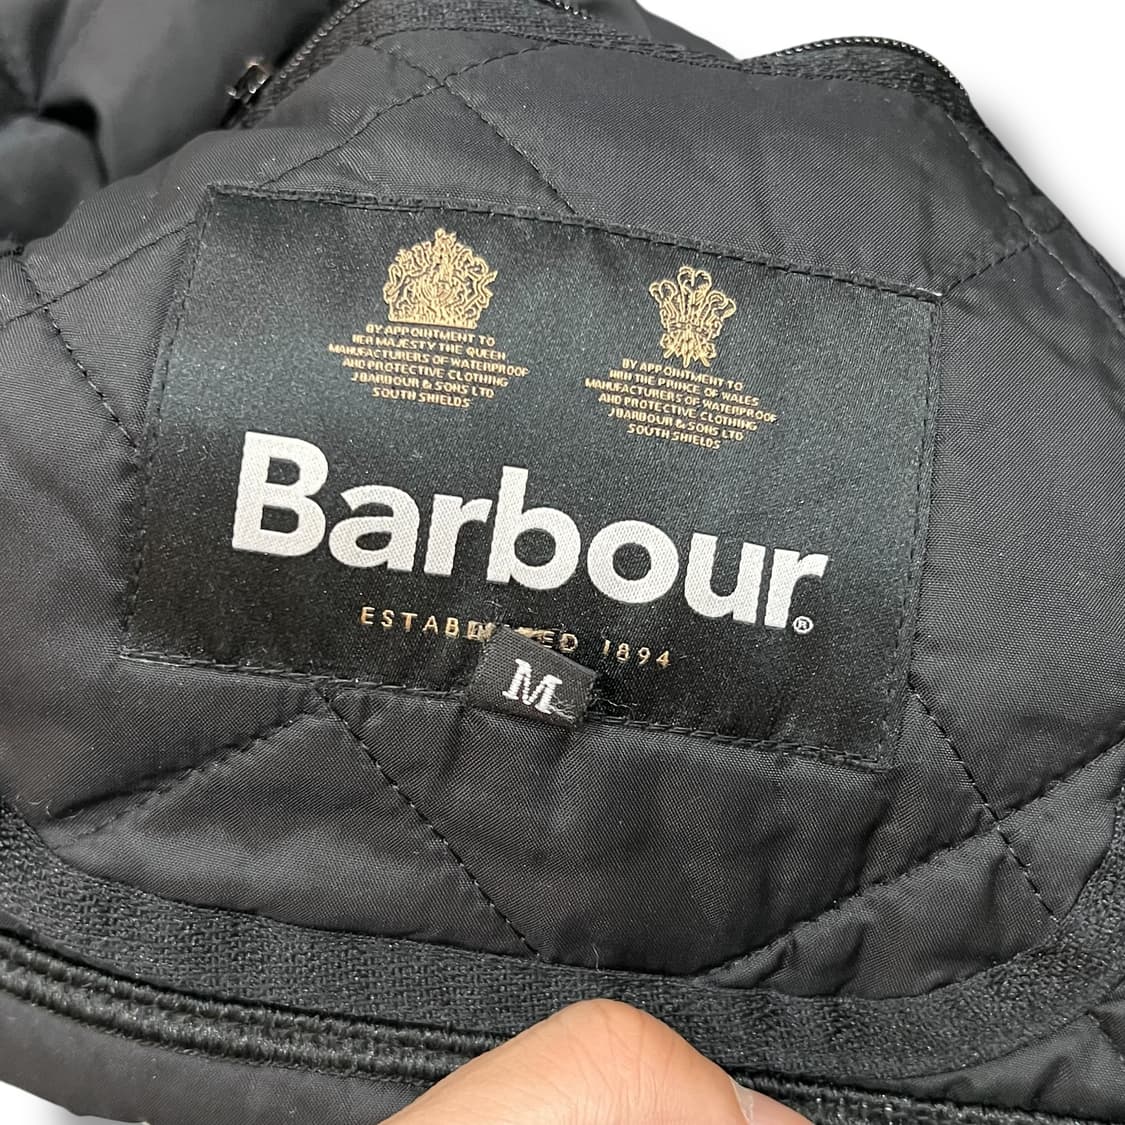 BY APPOINTMENT TO
HER MAJESTY THE QUEEN
MANUFACTURERS OF WATERPROOF
AND PROTECTIVE CLOTHING
J BARBOUR & SONS LTD
SOUTH SHIELDS
BY APPOINTMENT TO
HRH THE PRINCE OF WALES
MANUFACTURERS OF WATERPROOF
AND PROTECTIVE CLOTHING
J BARBOUR & SONS LTD
SOUTH SHIELDS
Barbour®
ESTABLISHED 1894
M